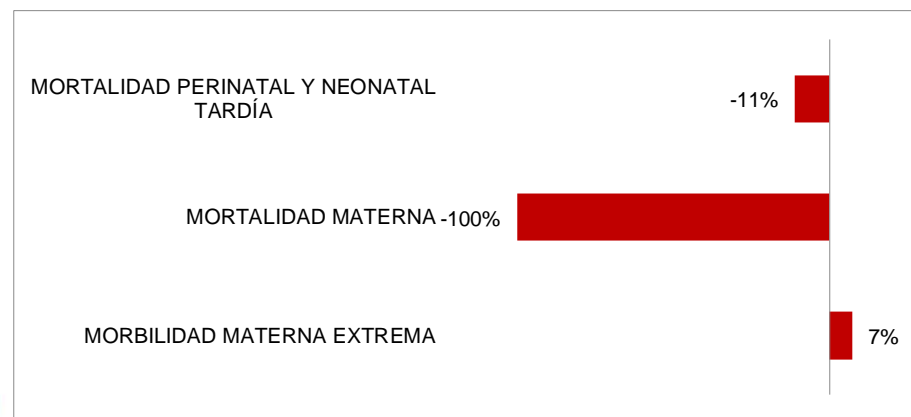 MORTALIDAD PERINATAL Y NEONATAL
TARDÍA
-11%
MORTALIDAD MATERNA
-100%
MORBILIDAD MATERNA EXTREMA
7%